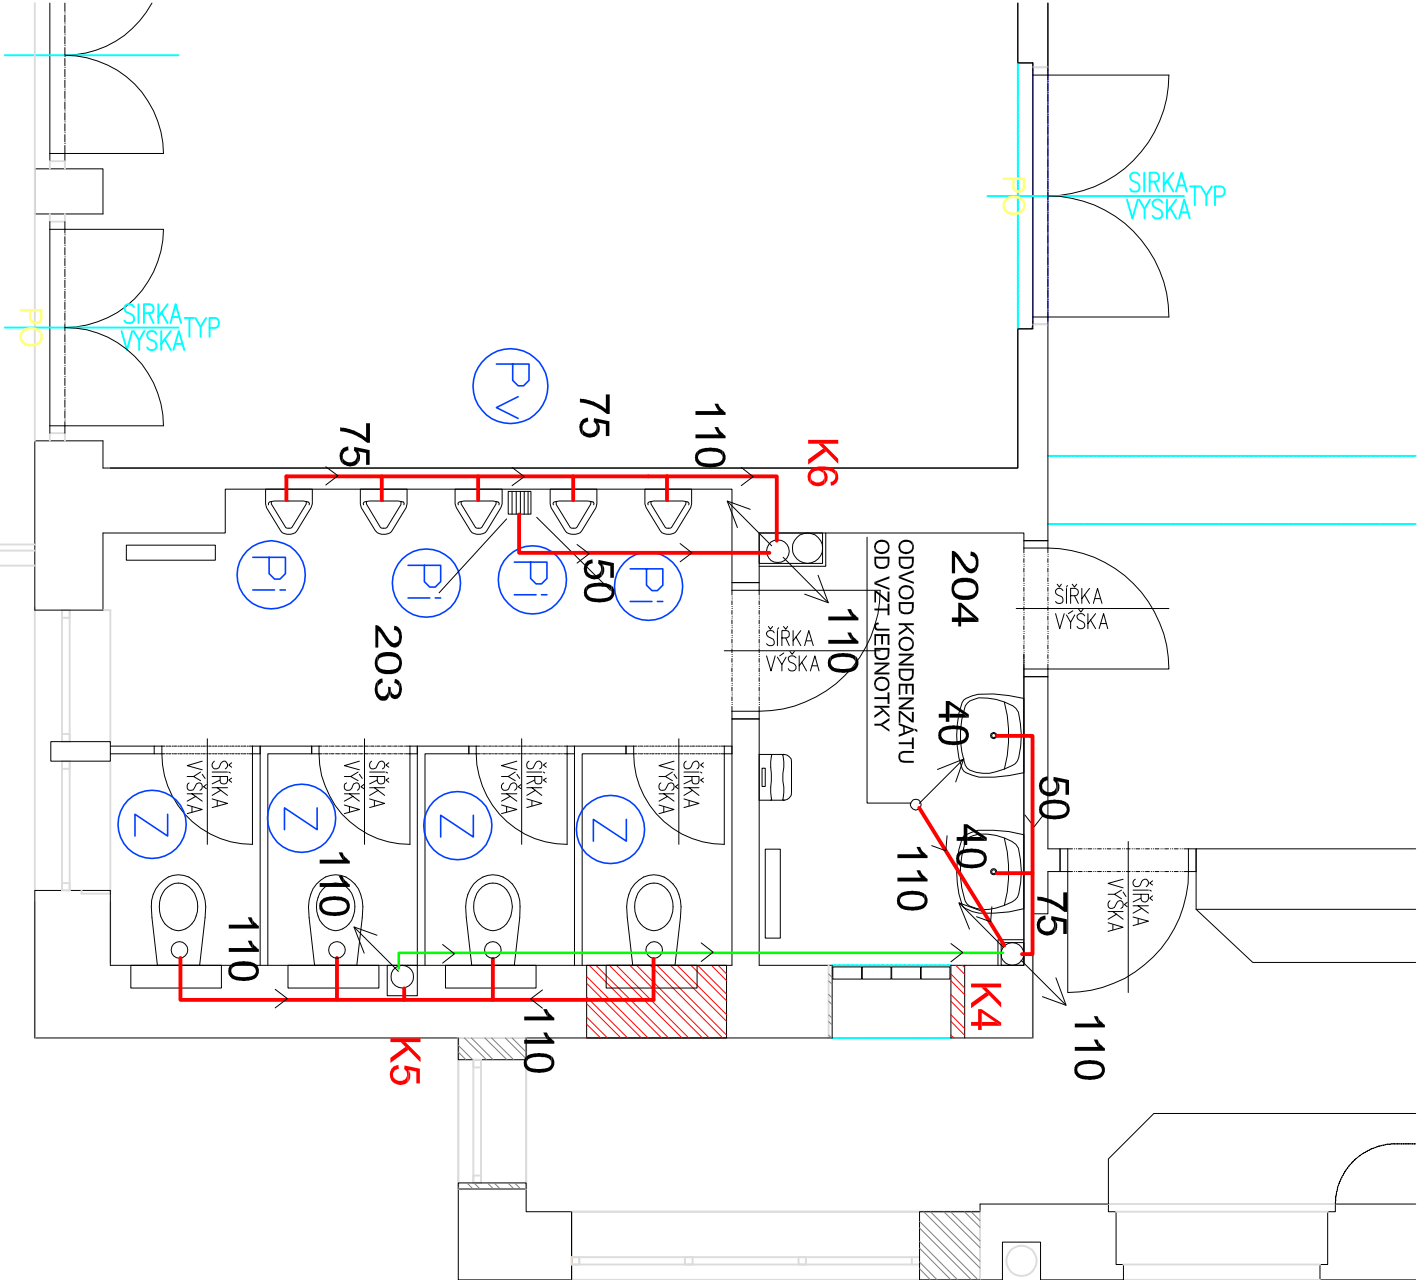 PO
SIRKA
VYSKA
TYP
PO
SIRKA
VYSKA
TYP
Pv
75
75
110
K6
Pi
Pi
Pi
Pi
50
110
203
204
ODVOD KONDENZÁTU
OD VZT JEDNOTKY
ŠÍŘKA
VÝŠKA
ŠÍŘKA
VÝŠKA
40
50
40
110
75
ŠÍŘKA
VÝŠKA
ŠÍŘKA
VÝŠKA
ŠÍŘKA
VÝŠKA
ŠÍŘKA
VÝŠKA
ŠÍŘKA
VÝŠKA
Z
Z
Z
Z
110
110
110
K5
K4
110